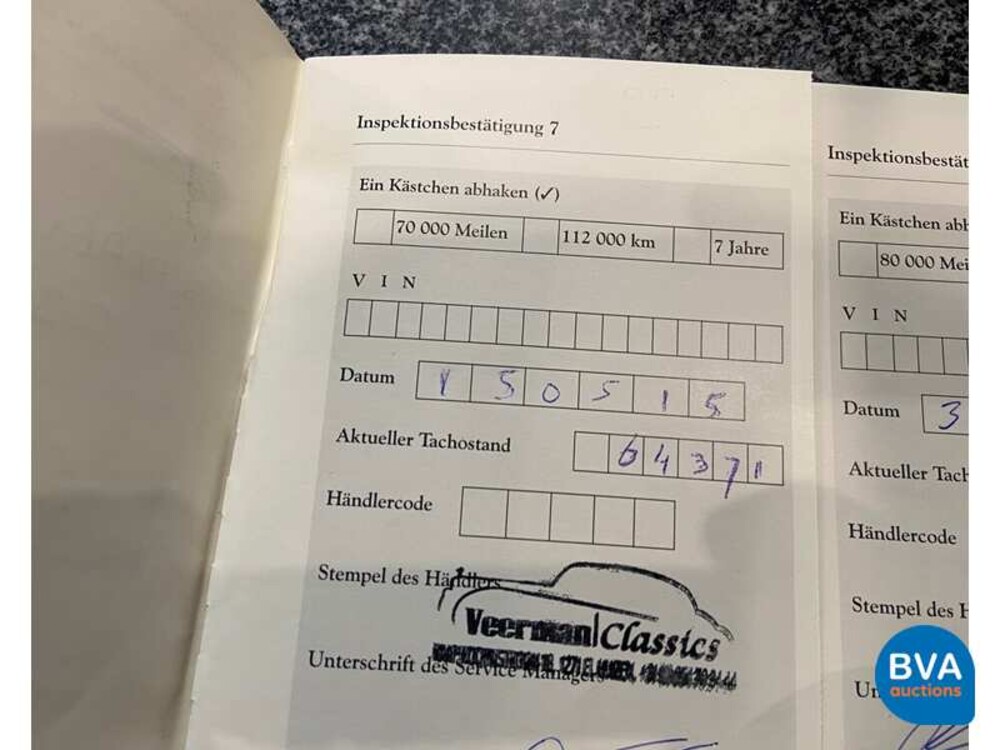 Inspektionsbestätigung 7
Ein Kästchen abhaken (✓)
70 000 Meilen 112 000 km 7 Jahre
V I N
Datum 1 5 0 5 1 5
Aktueller Tachostand 6 4 3 7 1
Händlercode
Stempel des Händlers
Veerman Classics
Unterschrift des Service Managers
Inspektionsbestät
Ein Kästchen abh
80 000 Mei
V I N
Datum 3
Aktueller Tach
Händlercode
Stempel des H
Un
BVA
auctions